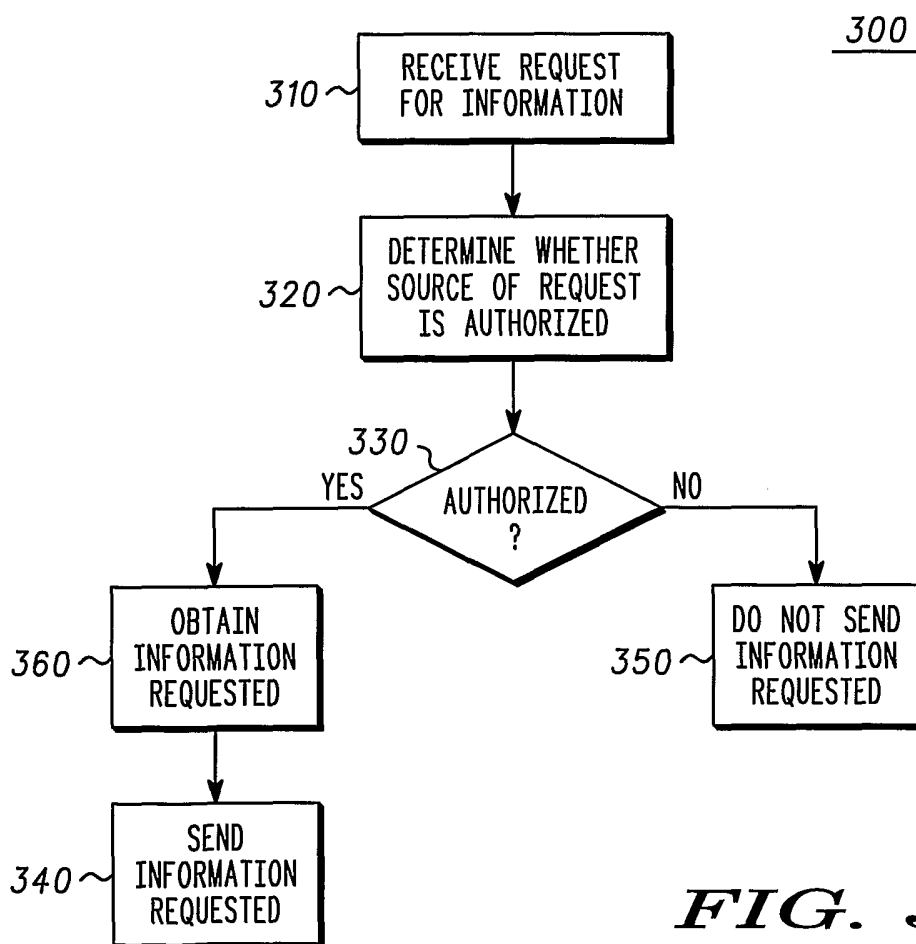 300
RECEIVE REQUEST
FOR INFORMATION
310
DETERMINE WHETHER
SOURCE OF REQUEST
IS AUTHORIZED
320
330
YES
AUTHORIZED
?
NO
OBTAIN
INFORMATION
REQUESTED
360
DO NOT SEND
INFORMATION
REQUESTED
350
SEND
INFORMATION
REQUESTED
340
FIG.